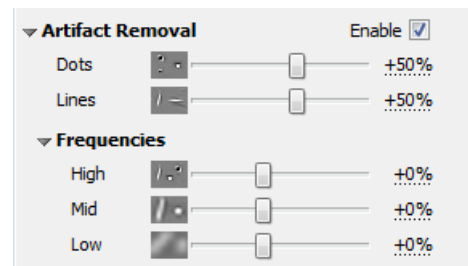 Artifact Removal Enable
Dots +50%
Lines +50%
Frequencies
High +0%
Mid +0%
Low +0%